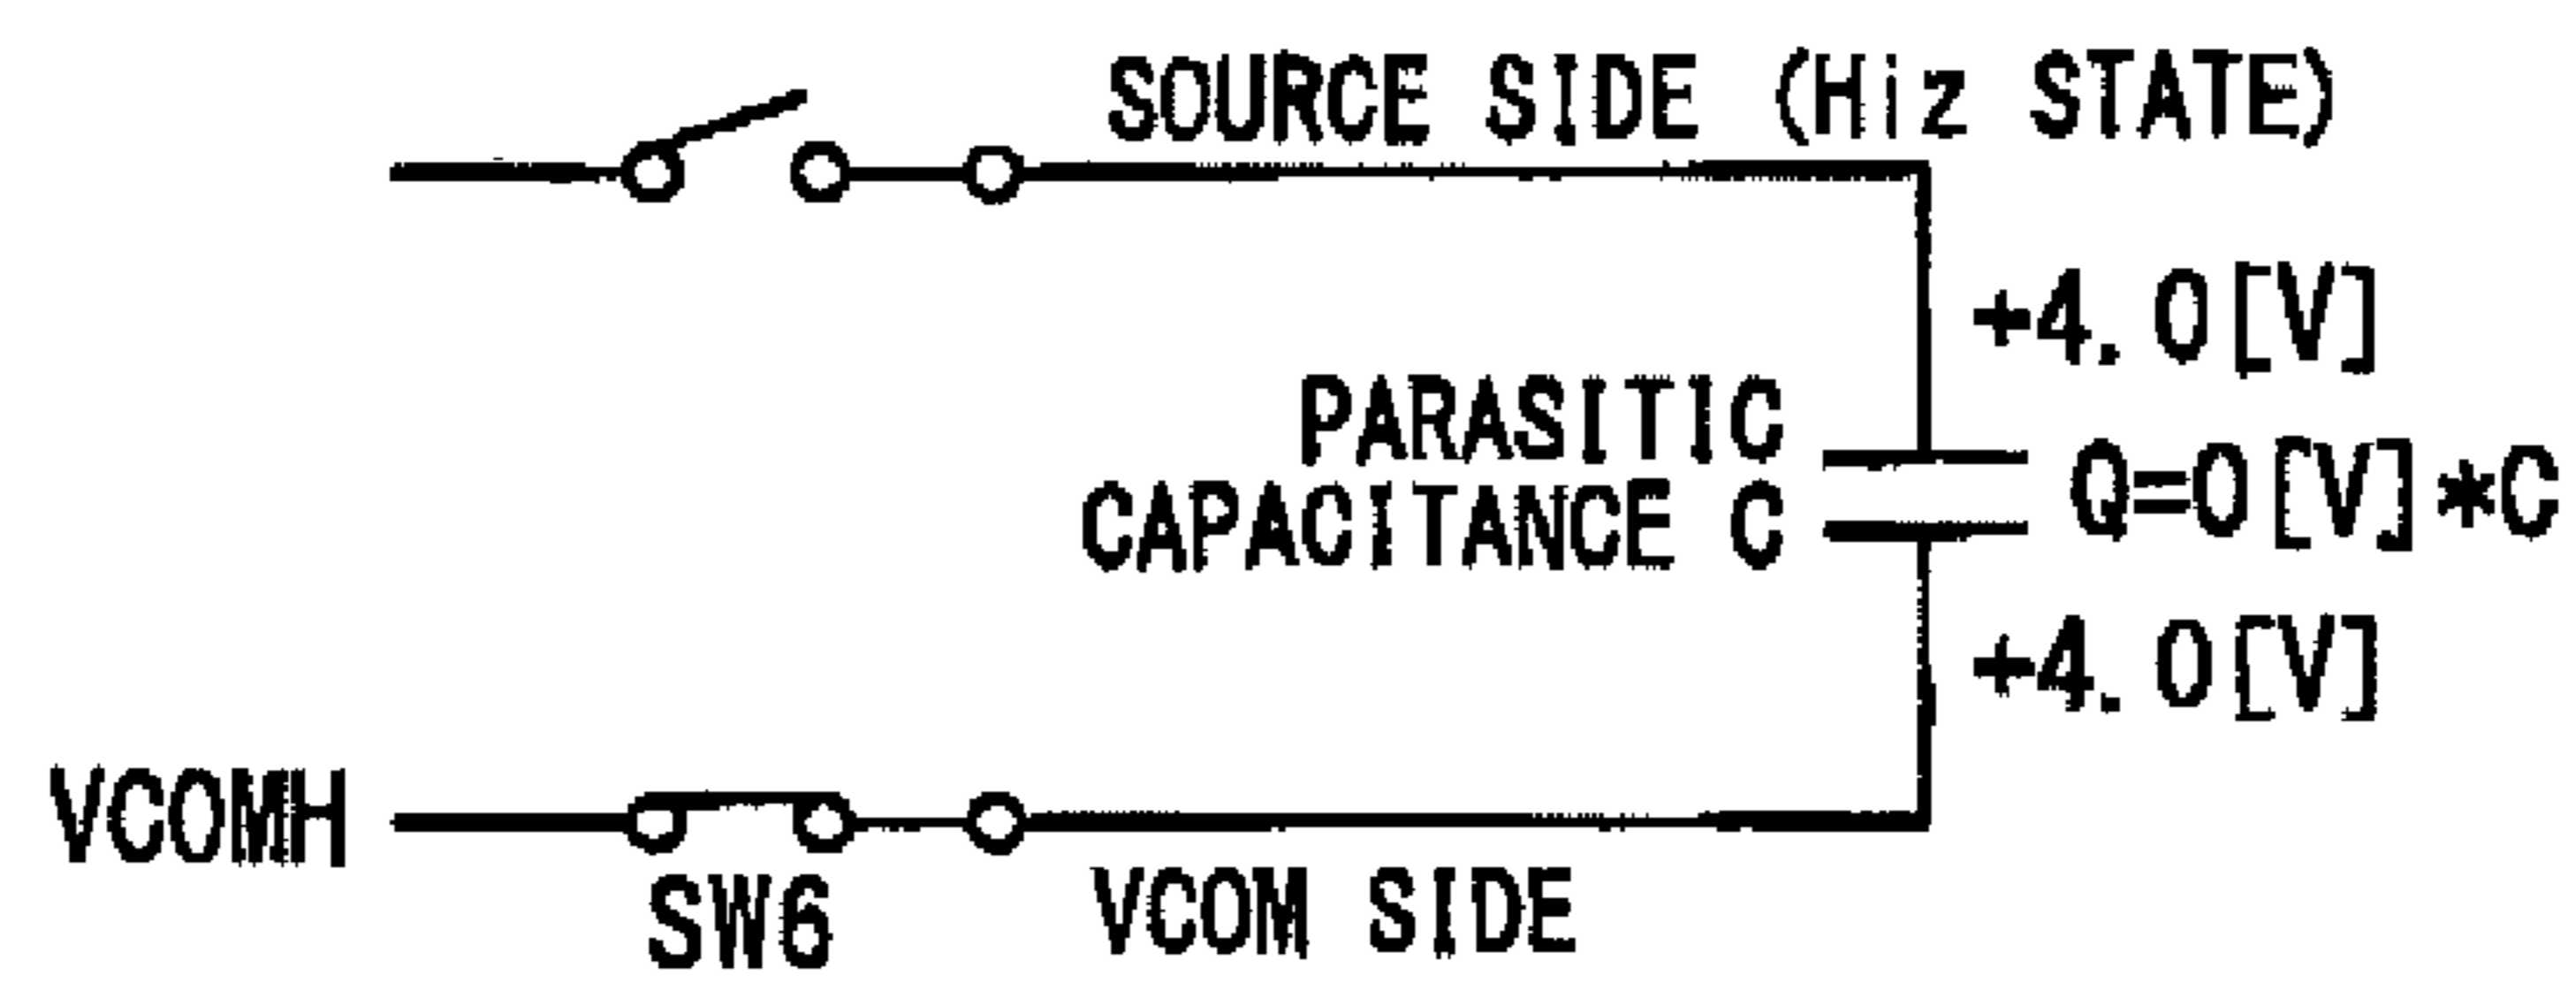 SOURCE SIDE (Hiz STATE)
+4.0[V]
PARASITIC
CAPACITANCE C
Q=0[V]*C
+4.0[V]
VCOMH
SW6
VCOM SIDE